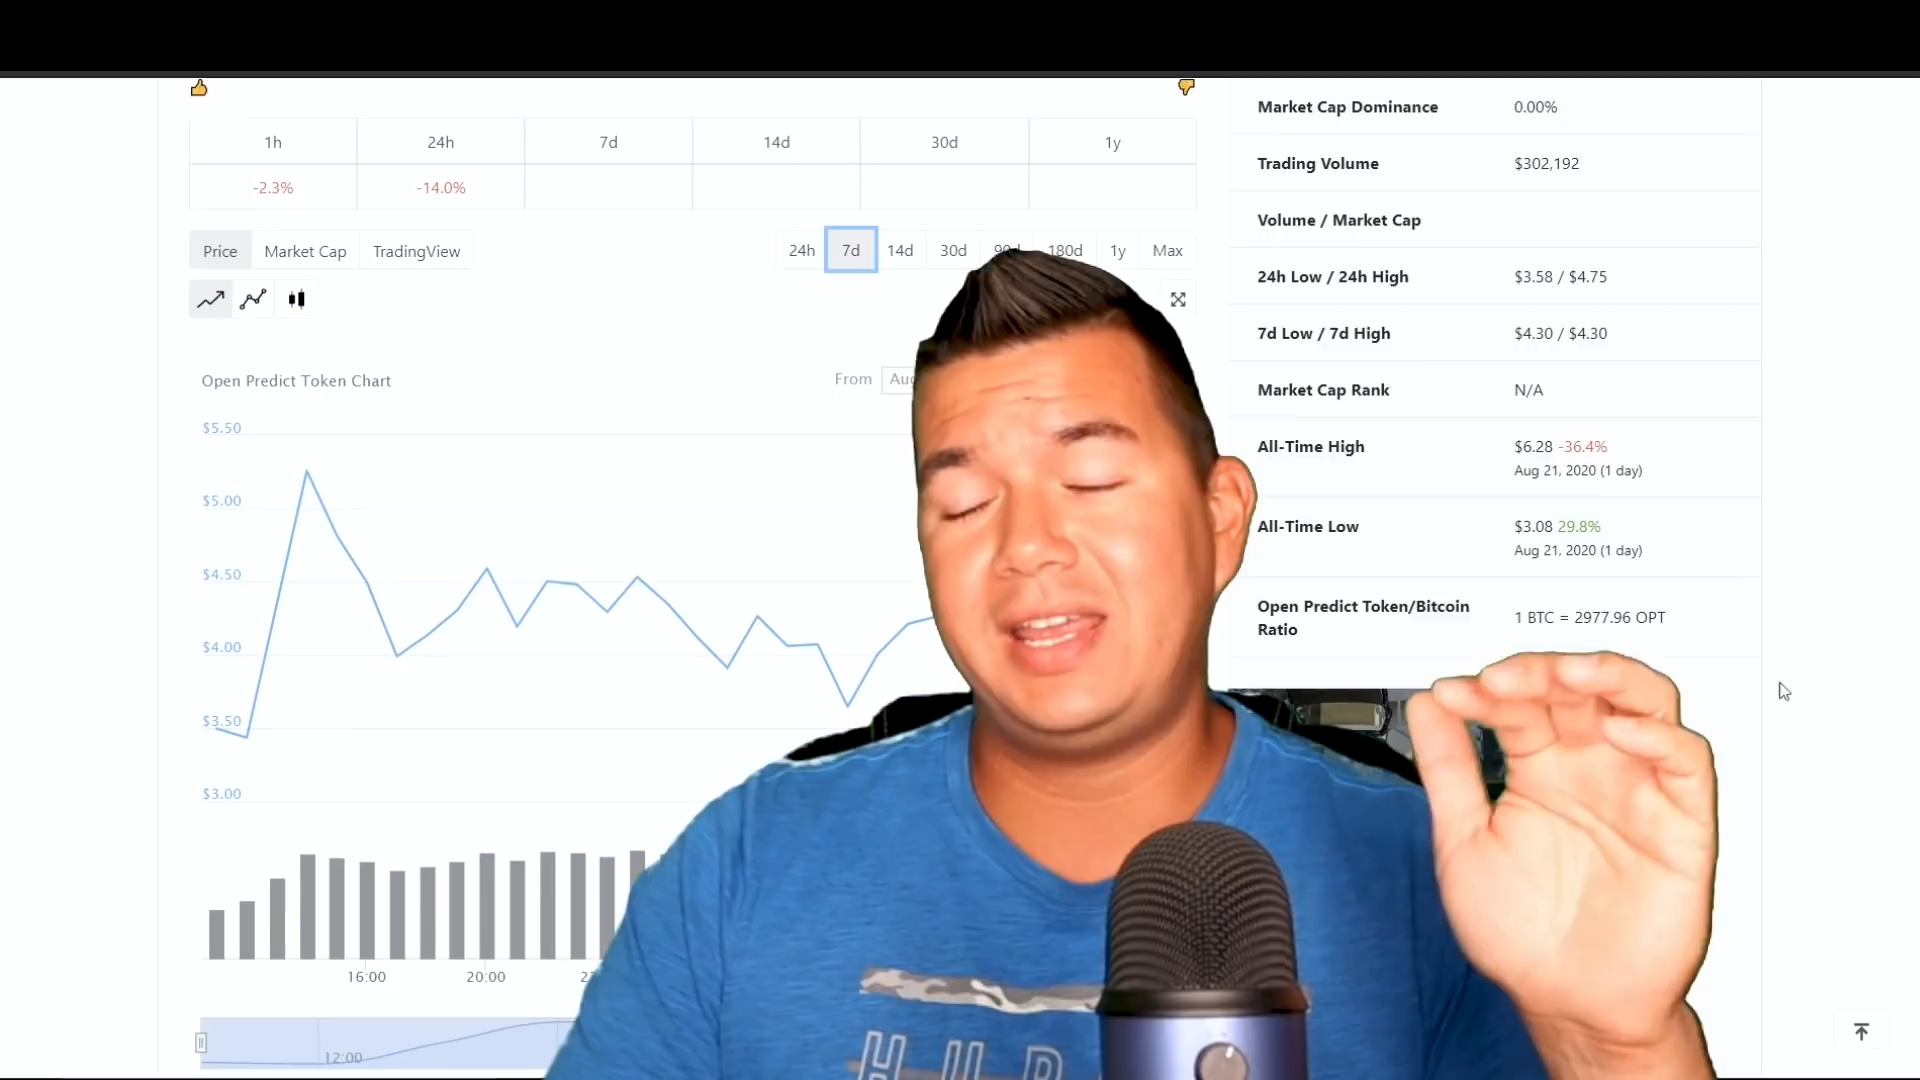 1h 24h 7d 14d 30d 1y
-2.3% -14.0%
Price Market Cap TradingView
24h 7d 14d 30d 90d 180d 1y Max
Open Predict Token Chart
From Aug
$5.50
$5.00
$4.50
$4.00
$3.50
$3.00
16:00 20:00
12:00
Market Cap Dominance 0.00%
Trading Volume $302,192
Volume / Market Cap
24h Low / 24h High $3.58 / $4.75
7d Low / 7d High $4.30 / $4.30
Market Cap Rank N/A
All-Time High $6.28 -36.4%
Aug 21, 2020 (1 day)
All-Time Low $3.08 29.8%
Aug 21, 2020 (1 day)
Open Predict Token/Bitcoin
Ratio
1 BTC = 2977.96 OPT